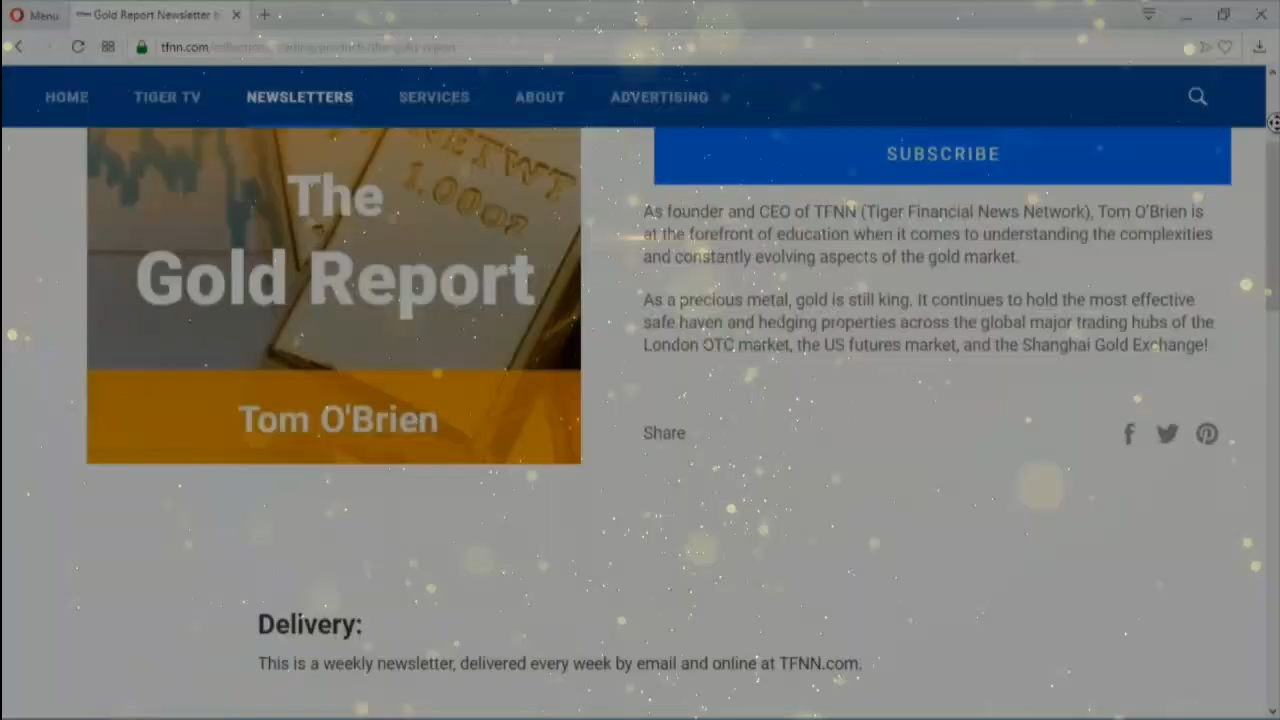 Menu
Gold Report Newsletter b
tfnn.com/
HOME
TIGER TV
NEWSLETTERS
SERVICES
ABOUT
ADVERTISING
1.000z
The
Gold Report
Tom O'Brien
SUBSCRIBE
As founder and CEO of TFNN (Tiger Financial News Network), Tom O'Brien is
at the forefront of education when it comes to understanding the complexities
and constantly evolving aspects of the gold market.
As a precious metal, gold is still king. It continues to hold the most effective
safe haven and hedging properties across the global major trading hubs of the
London OTC market, the US futures market, and the Shanghai Gold Exchange!
Share
Delivery:
This is a weekly newsletter, delivered every week by email and online at TFNN.com.